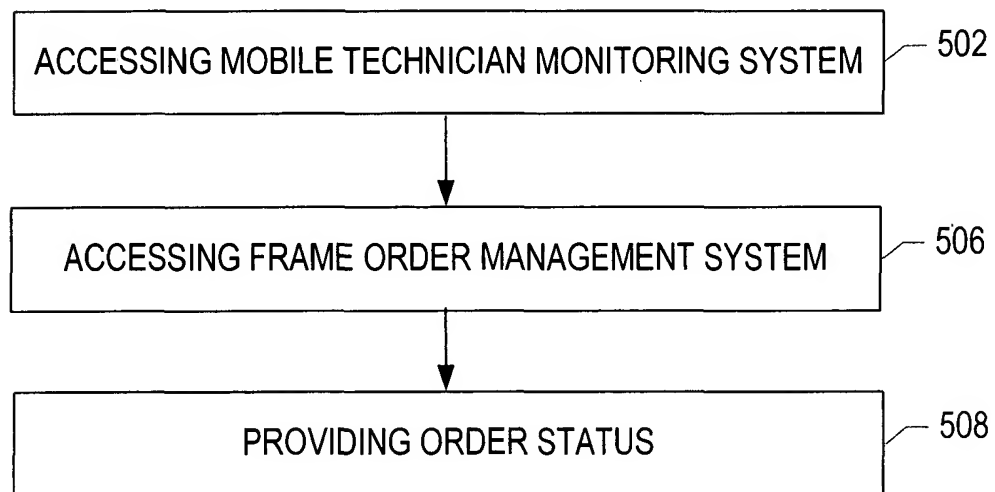 ACCESSING MOBILE TECHNICIAN MONITORING SYSTEM
502
ACCESSING FRAME ORDER MANAGEMENT SYSTEM
506
PROVIDING ORDER STATUS
508